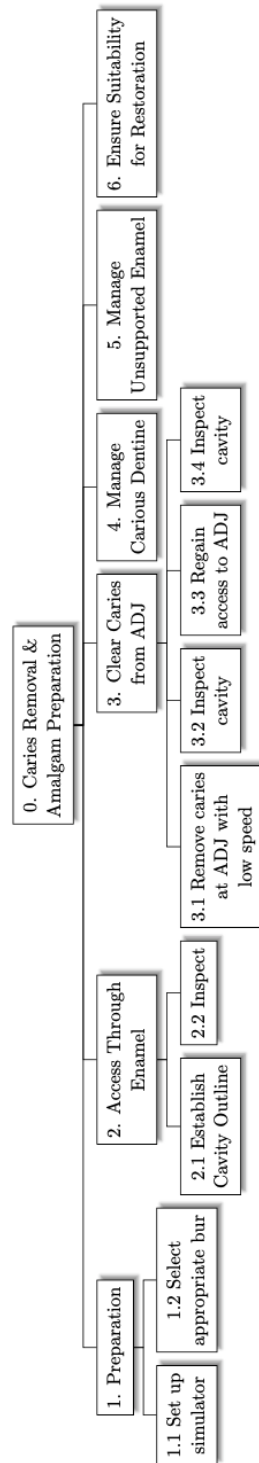 0. Caries Removal &
Amalgam Preparation
1. Preparation
2. Access Through
Enamel
3. Clear Caries
from ADJ
4. Manage
Carious Dentine
5. Manage
Unsupported Enamel
6. Ensure Suitability
for Restoration
1.1 Set up
simulator
1.2 Select
appropriate bur
2.1 Establish
Cavity Outline
2.2 Inspect
3.1 Remove caries
at ADJ with
low speed
3.2 Inspect
cavity
3.3 Regain
access to ADJ
3.4 Inspect
cavity